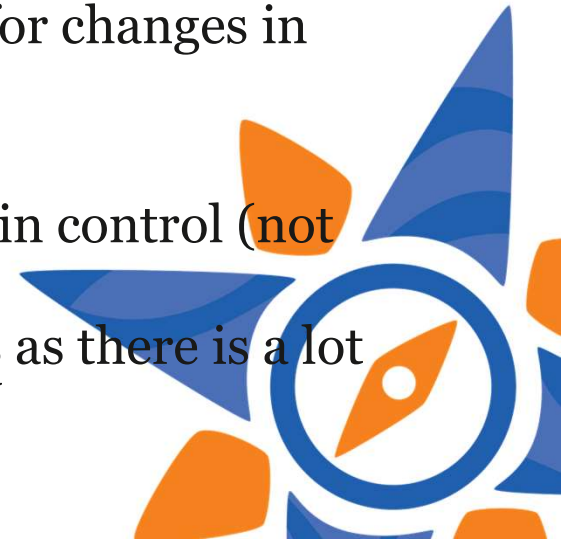 for changes in
in control (not
as there is a lot